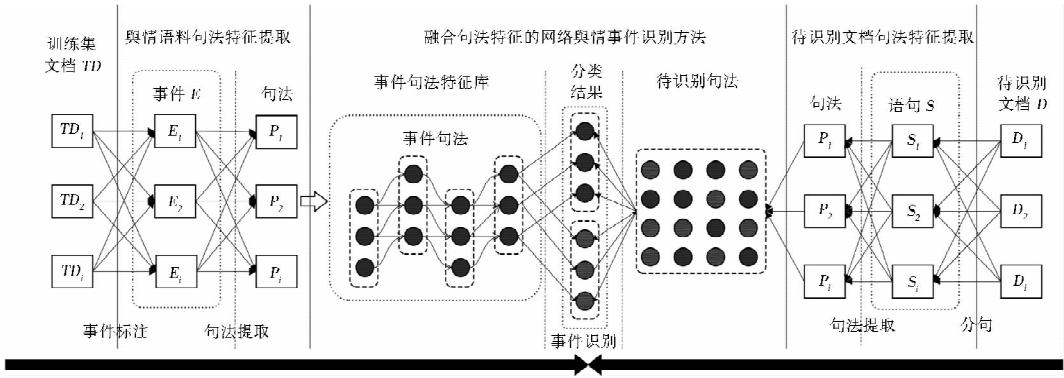 训练集
文档 TD
舆情语料句法特征提取
融合句法特征的网络舆情事件识别方法
待识别文档句法特征提取
事件 E
句法
事件句法特征库
分类
结果
待识别句法
句法
语句 S
待识别
文档 D
事件句法
TD1
E1
P1
P1
S1
D1
TD2
E2
P2
P2
S2
D2
TDi
Ei
Pi
Pi
Si
Di
事件标注
句法提取
事件识别
句法提取
分句